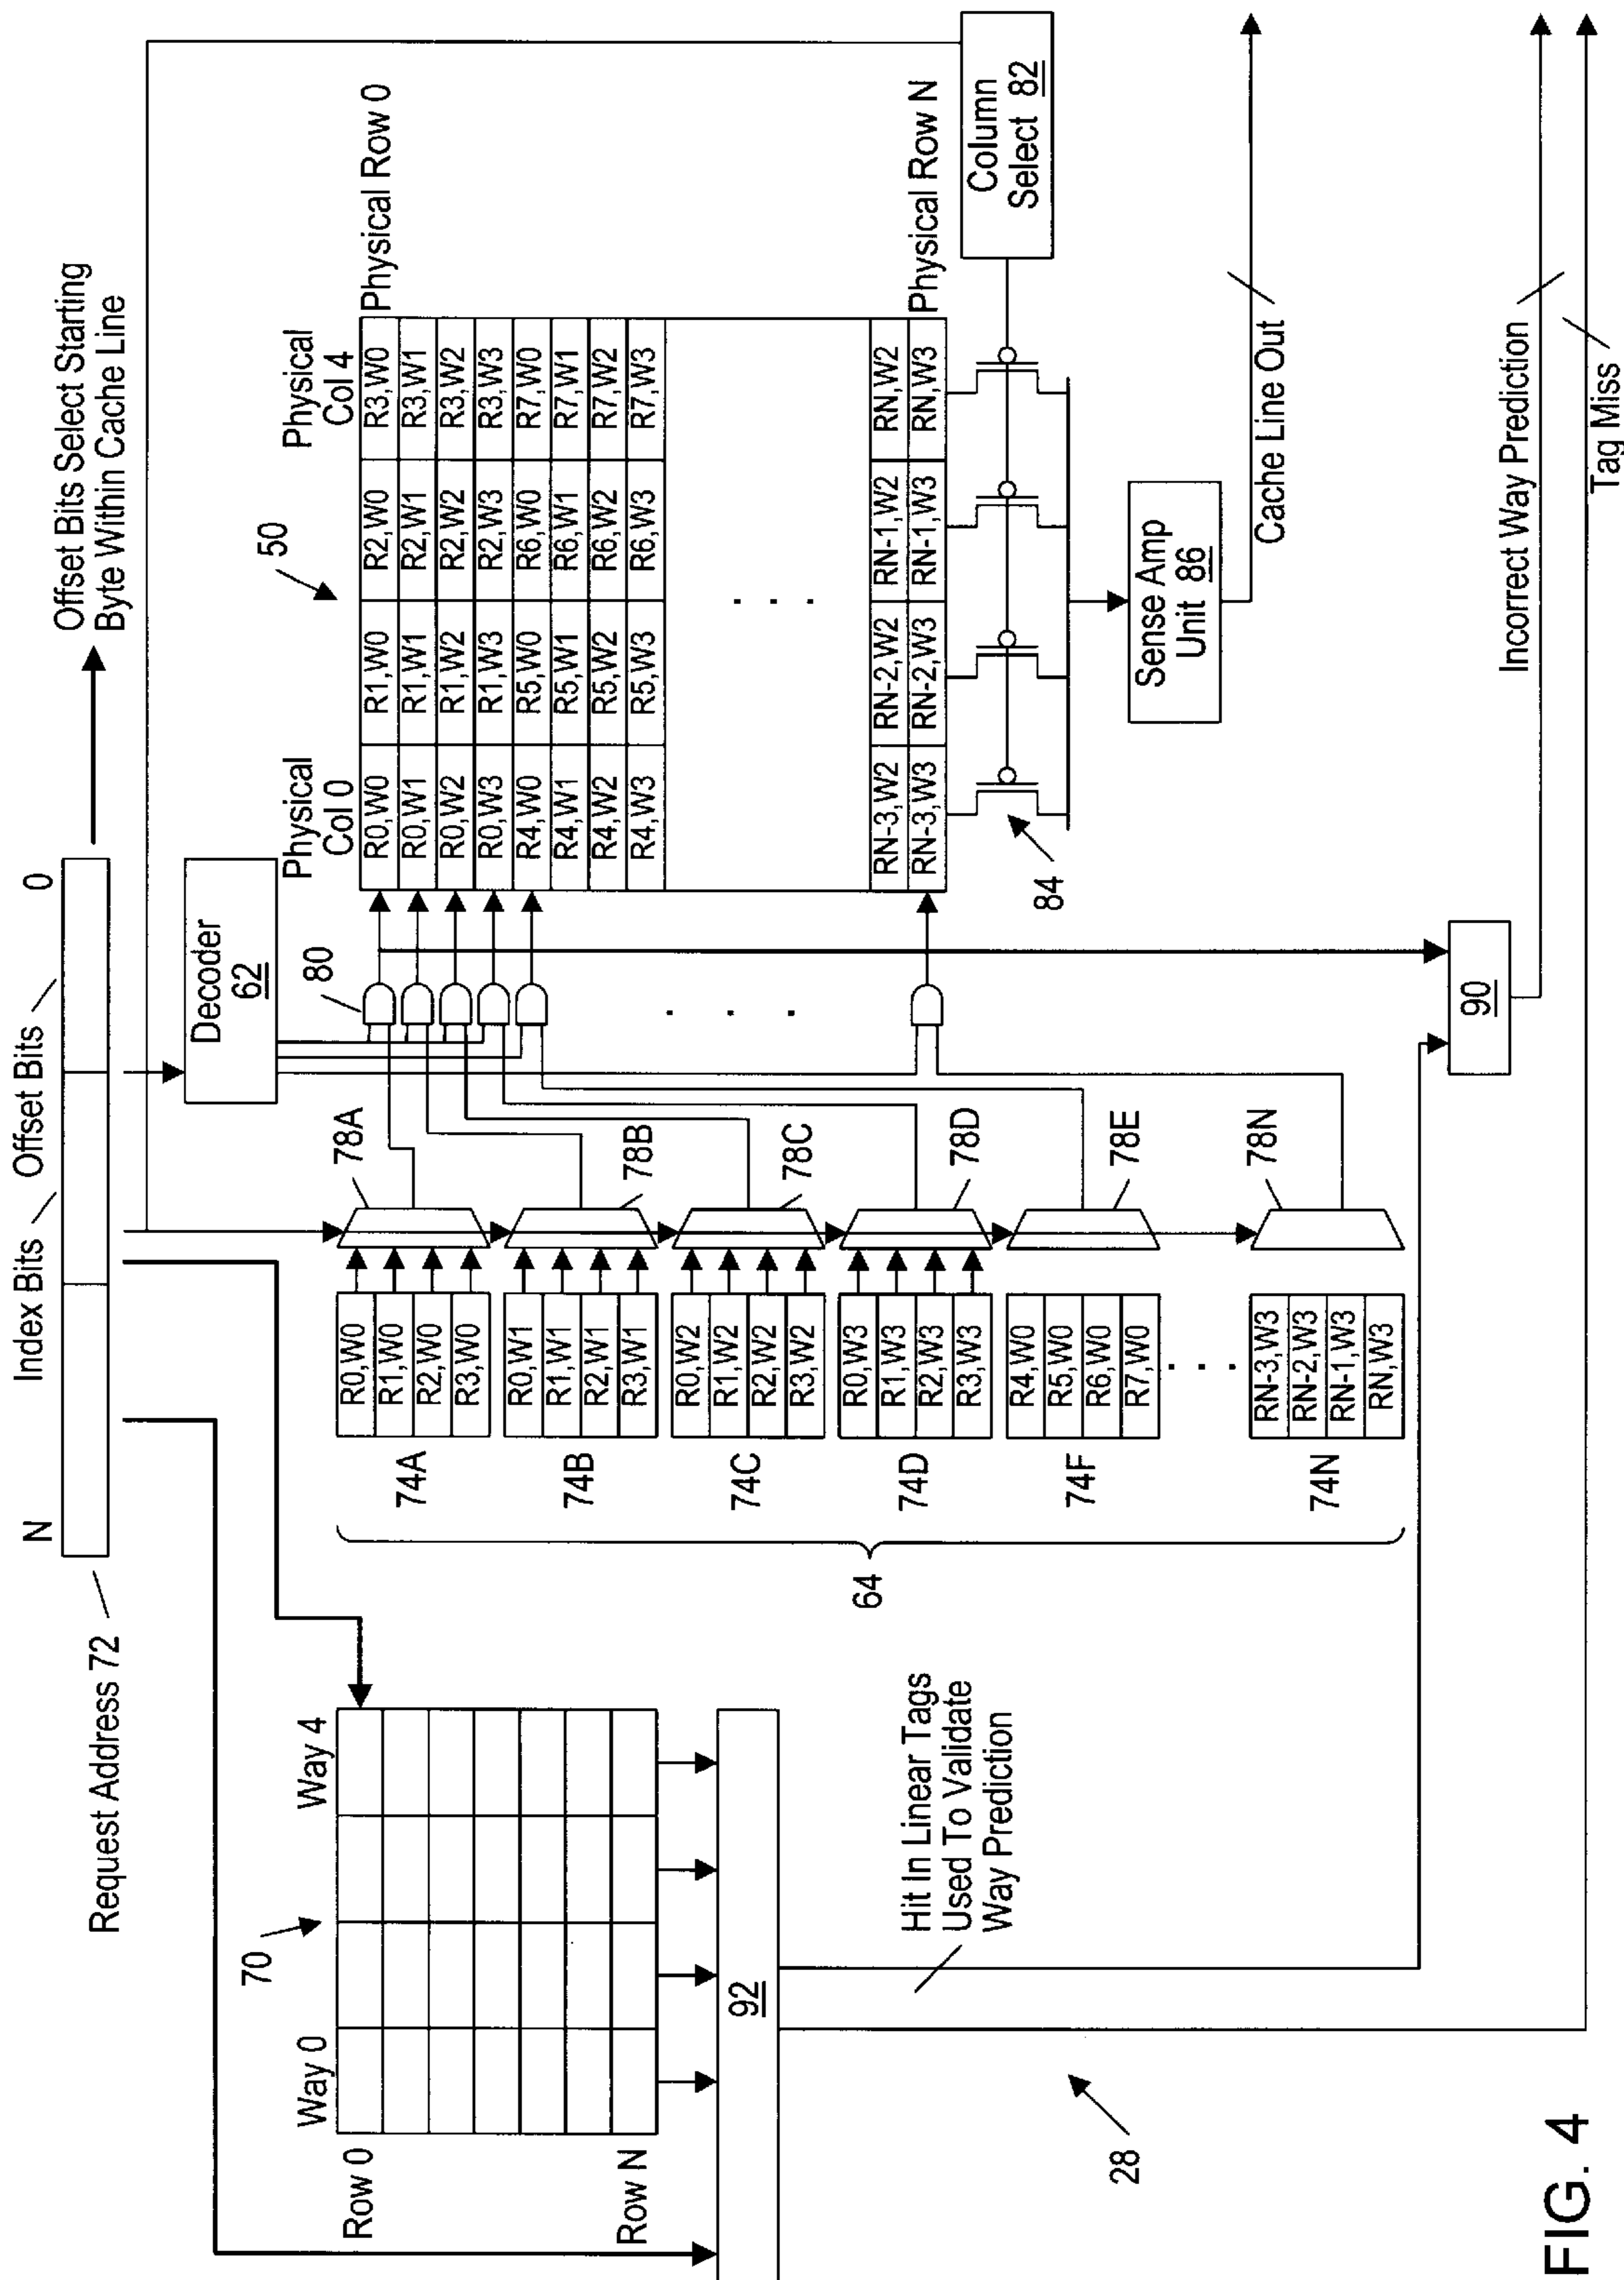 N
Index Bits
Offset Bits
0
Request Address 72
Offset Bits Select Starting
Byte Within Cache Line
Decoder
62
Way 0
Way 4
70
Row 0
Row N
92
Hit In Linear Tags
Used To Validate
Way Prediction
28
64
74A
R0,W0
R1,W0
R2,W0
R3,W0
78A
74B
R0,W1
R1,W1
R2,W1
R3,W1
78B
74C
R0,W2
R1,W2
R2,W2
R3,W2
78C
74D
R0,W3
R1,W3
R2,W3
R3,W3
78D
74F
R4,W0
R5,W0
R6,W0
R7,W0
78E
. . .
74N
RN-3,W3
RN-2,W3
RN-1,W3
RN,W3
78N
80
. . .
50
Physical
Col 0
Physical
Col 4
R0,W0 R1,W0 R2,W0 R3,W0
Physical Row 0
R0,W1 R1,W1 R2,W1 R3,W1
R0,W2 R1,W2 R2,W2 R3,W2
R0,W3 R1,W3 R2,W3 R3,W3
R4,W0 R5,W0 R6,W0 R7,W0
R4,W1 R5,W1 R6,W1 R7,W1
R4,W2 R5,W2 R6,W2 R7,W2
R4,W3 R5,W3 R6,W3 R7,W3
. . .
RN-3,W2 RN-2,W2 RN-1,W2 RN,W2
RN-3,W3 RN-2,W3 RN-1,W3 RN,W3
Physical Row N
Column
Select 82
84
Sense Amp
Unit 86
Cache Line Out
90
Incorrect Way Prediction
Tag Miss
FIG. 4